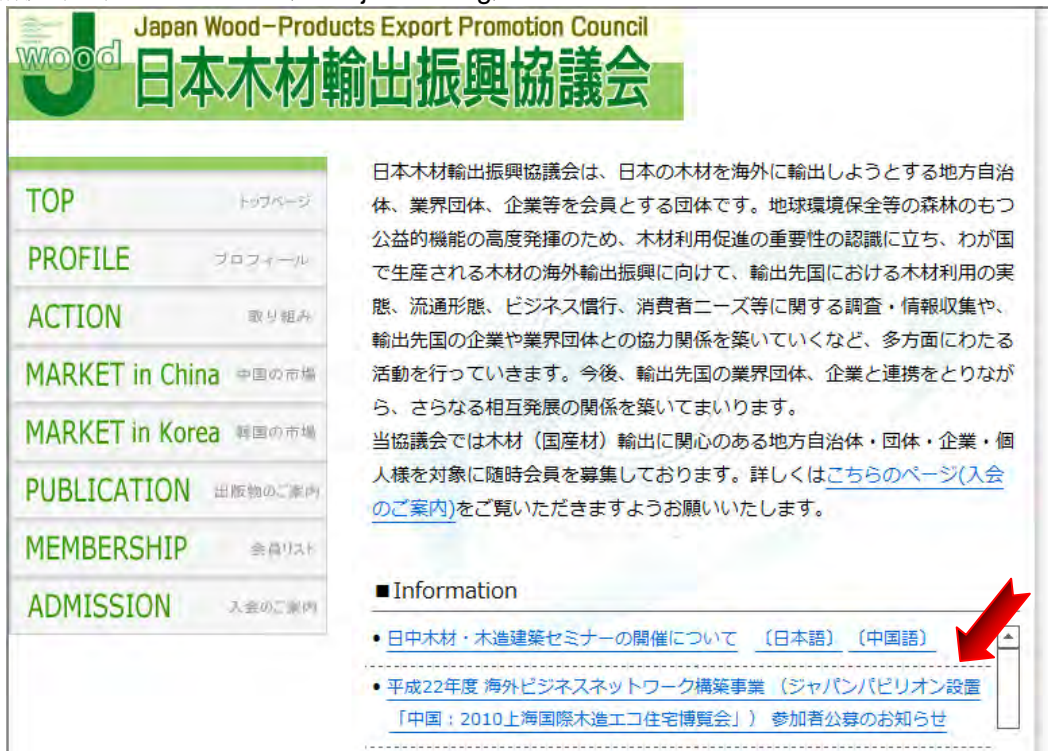 Japan Wood-Products Export Promotion Council
wood J
日本木材輸出振興協議会
TOP トップページ
PROFILE プロフィール
ACTION 取り組み
MARKET in China 中国の市場
MARKET in Korea 韓国の市場
PUBLICATION 出版物のご案内
MEMBERSHIP 会員リスト
ADMISSION 入会のご案内
日本木材輸出振興協議会は、日本の木材を海外に輸出しようとする地方自治
体、業界団体、企業等を会員とする団体です。地球環境保全等の森林のもつ
公益的機能の高度発揮のため、木材利用促進の重要性の認識に立ち、わが国
で生産される木材の海外輸出振興に向けて、輸出先国における木材利用の実
態、流通形態、ビジネス慣行、消費者ニーズ等に関する調査・情報収集や、
輸出先国の企業や業界団体との協力関係を築いていくなど、多方面にわたる
活動を行っていきます。今後、輸出先国の業界団体、企業と連携をとりなが
ら、さらなる相互発展の関係を築いてまいります。
当協議会では木材（国産材）輸出に関心のある地方自治体・団体・企業・個
人様を対象に随時会員を募集しております。詳しくはこちらのページ(入会
のご案内)をご覧いただきますようお願いいたします。
■Information
• 日中木材・木造建築セミナーの開催について 〔日本語〕 〔中国語〕
• 平成22年度 海外ビジネスネットワーク構築事業 （ジャパンパビリオン設置
「中国：2010上海国際木造エコ住宅博覧会」） 参加者公募のお知らせ